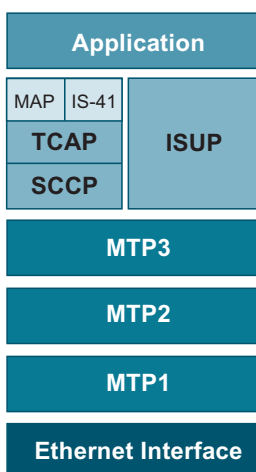 Application
MAP IS-41
TCAP
ISUP
SCCP
MTP3
MTP2
MTP1
Ethernet Interface